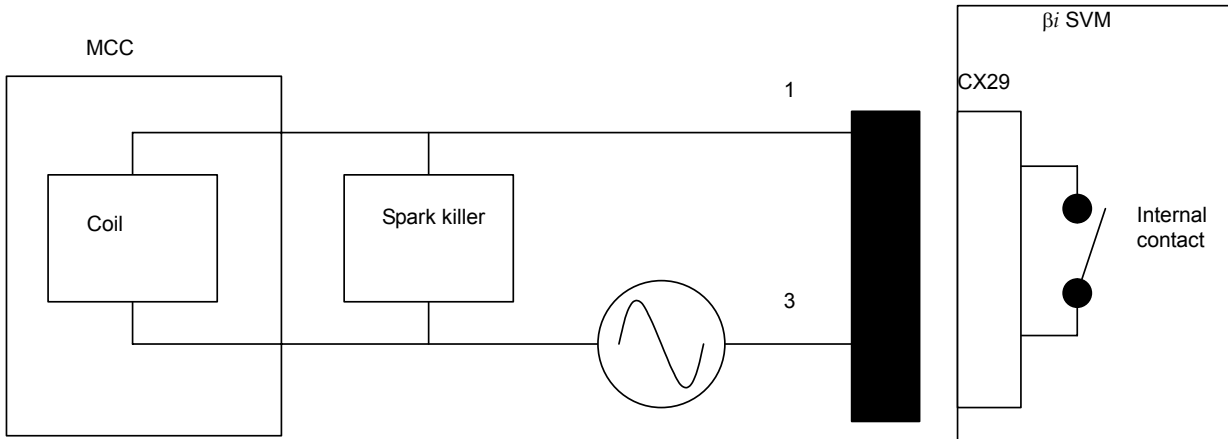 MCC
βi SVM
CX29
1
Coil
Spark killer
Internal
contact
3